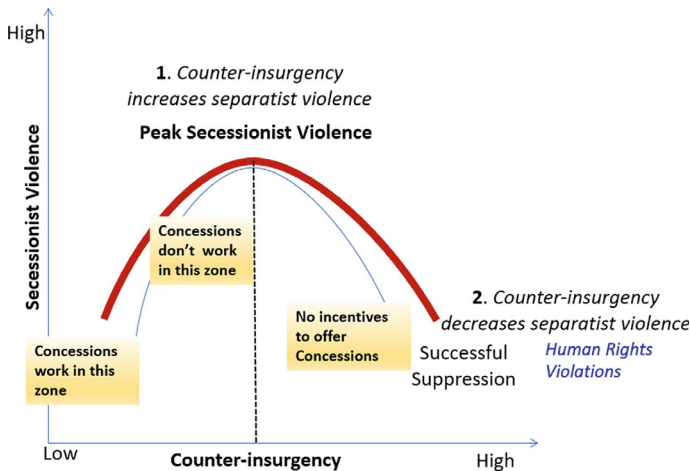 High
1. Counter-insurgency
increases separatist violence
Peak Secessionist Violence
Secessionist Violence
Concessions
don't work
in this zone
Concessions
work in this
zone
No incentives
to offer
Concessions
2. Counter-insurgency
decreases separatist violence
Successful
Suppression
Human Rights
Violations
Low
Counter-insurgency
High